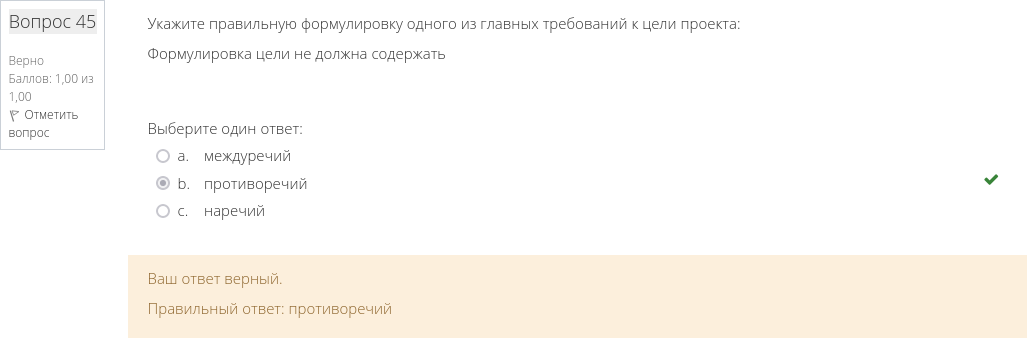 Вопрос 45
Верно
Баллов: 1,00 из
1,00
Отметить
вопрос
Укажите правильную формулировку одного из главных требований к цели проекта:
Формулировка цели не должна содержать
Выберите один ответ:
a. междуречий
b. противоречий
c. наречий
Ваш ответ верный.
Правильный ответ: противоречий